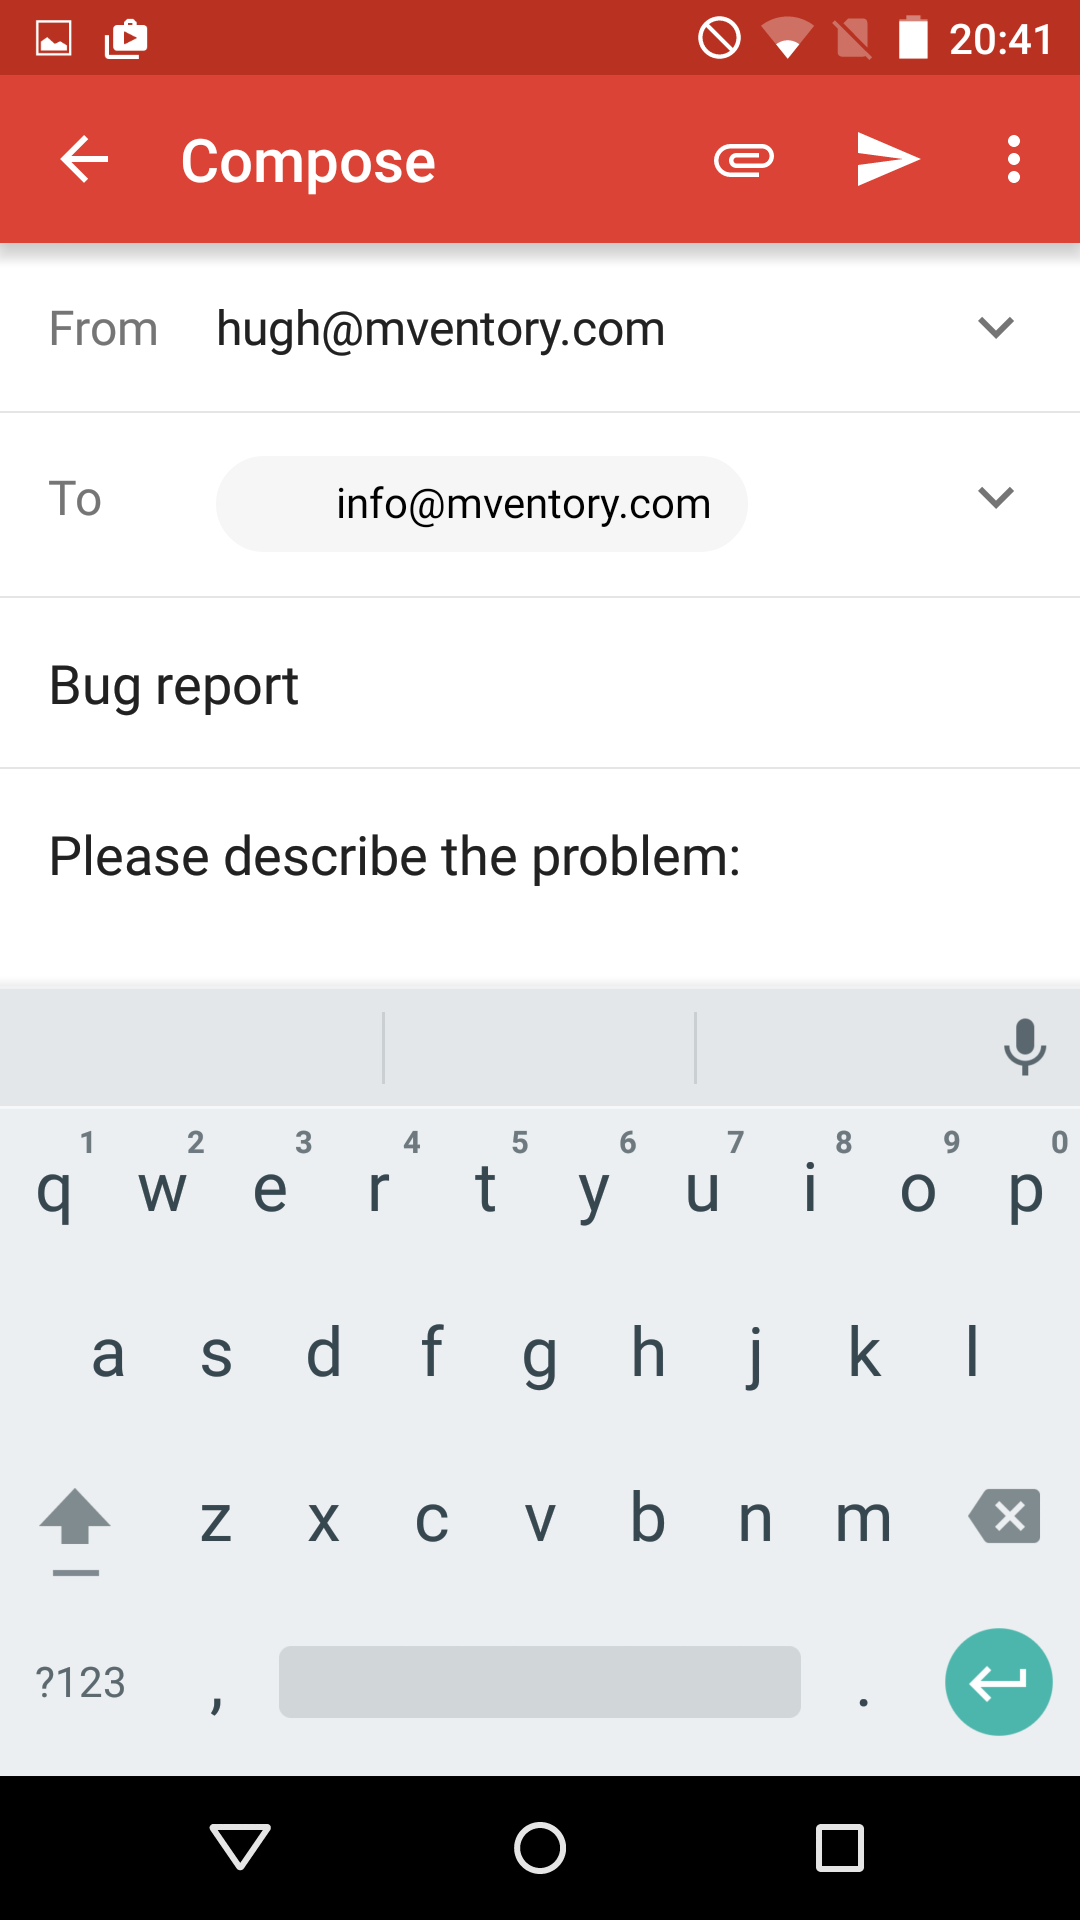 20:41
Compose
From hugh@mventory.com
To info@mventory.com
Bug report
Please describe the problem:
1 2 3 4 5 6 7 8 9 0
q w e r t y u i o p
a s d f g h j k l
z x c v b n m
?123 , .